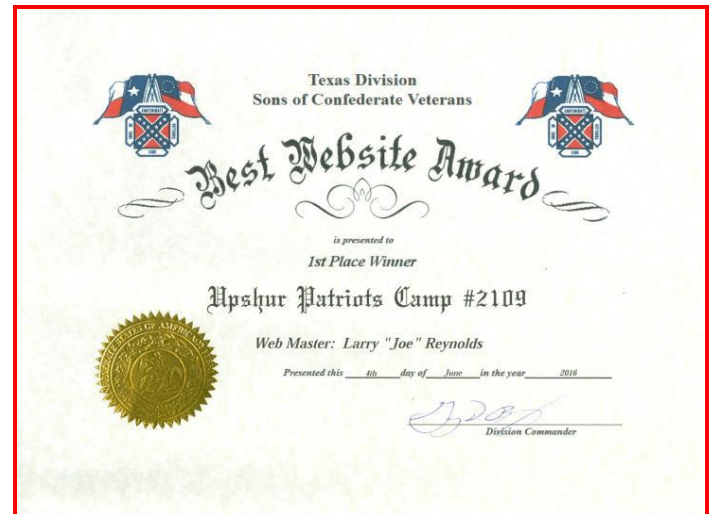 Texas Division
Sons of Confederate Veterans
Best Website Award
is presented to
1st Place Winner
Upshur Patriots Camp #2109
Web Master: Larry "Joe" Reynolds
Presented this 4th day of June in the year 2016
Division Commander